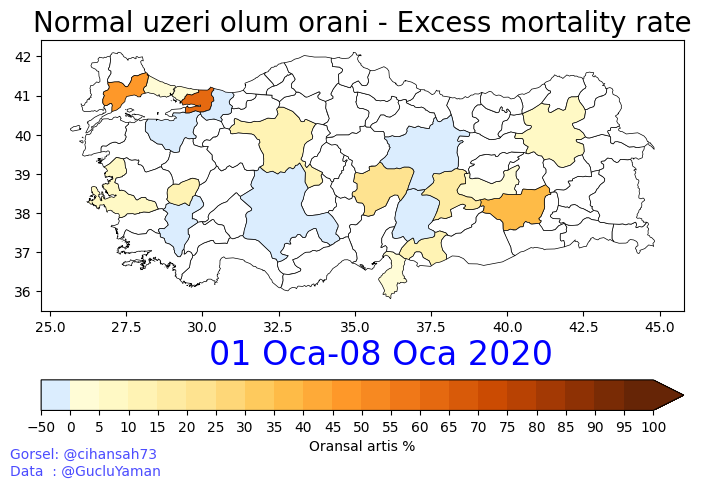 Normal uzeri olum orani - Excess mortality rate
42
41
40
39
38
37
36
25.0 27.5 30.0 32.5 35.0 37.5 40.0 42.5 45.0
01 Oca-08 Oca 2020
−50 0 5 10 15 20 25 30 35 40 45 50 55 60 65 70 75 80 85 90 95 100
Oransal artis %
Gorsel: @cihansah73
Data : @GucluYaman